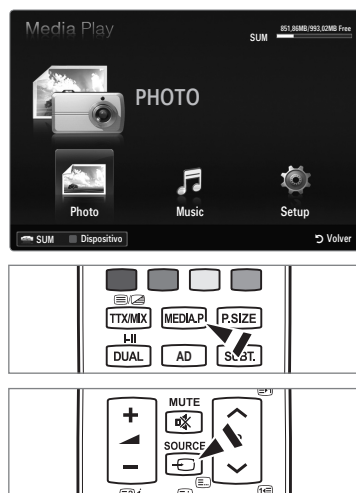 Media Play
851,86MB/993,02MB Free
SUM
PHOTO
Photo Music Setup
SUM Dispositivo Volver
TTX/MIX MEDIA.P P.SIZE
I-II
DUAL AD SUBT.
MUTE
SOURCE